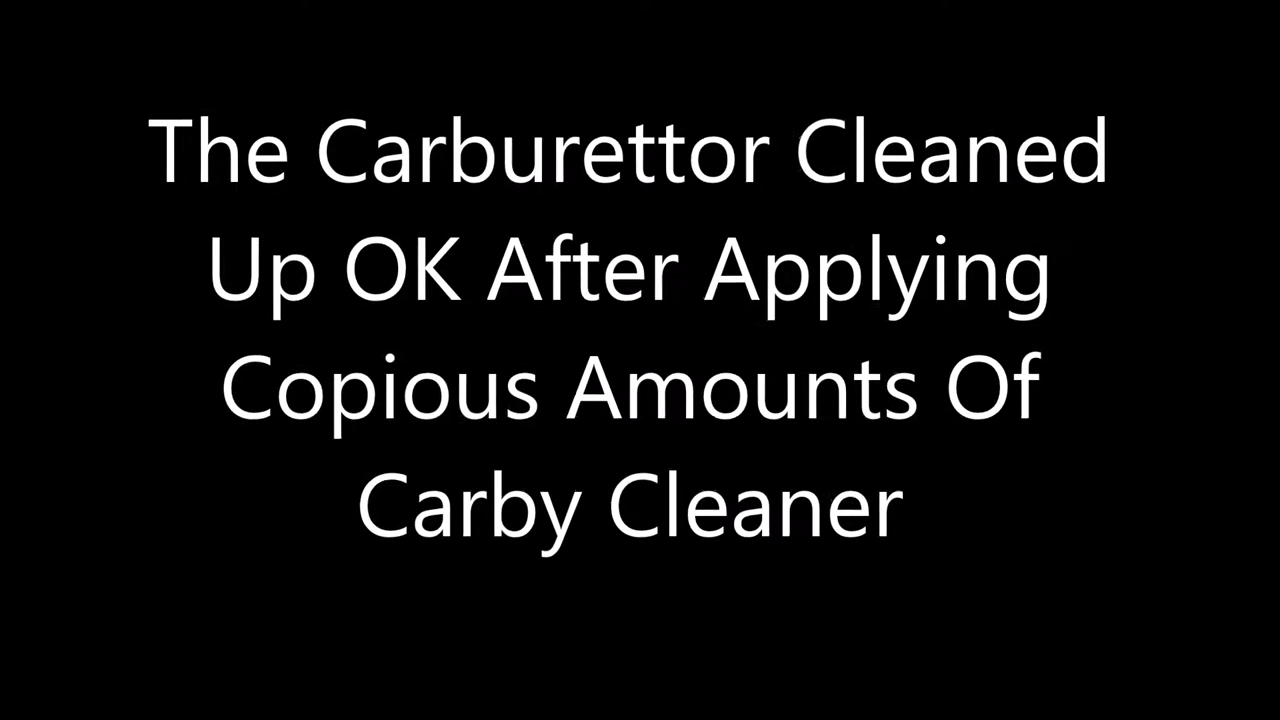 The Carburettor Cleaned
Up OK After Applying
Copious Amounts Of
Carby Cleaner